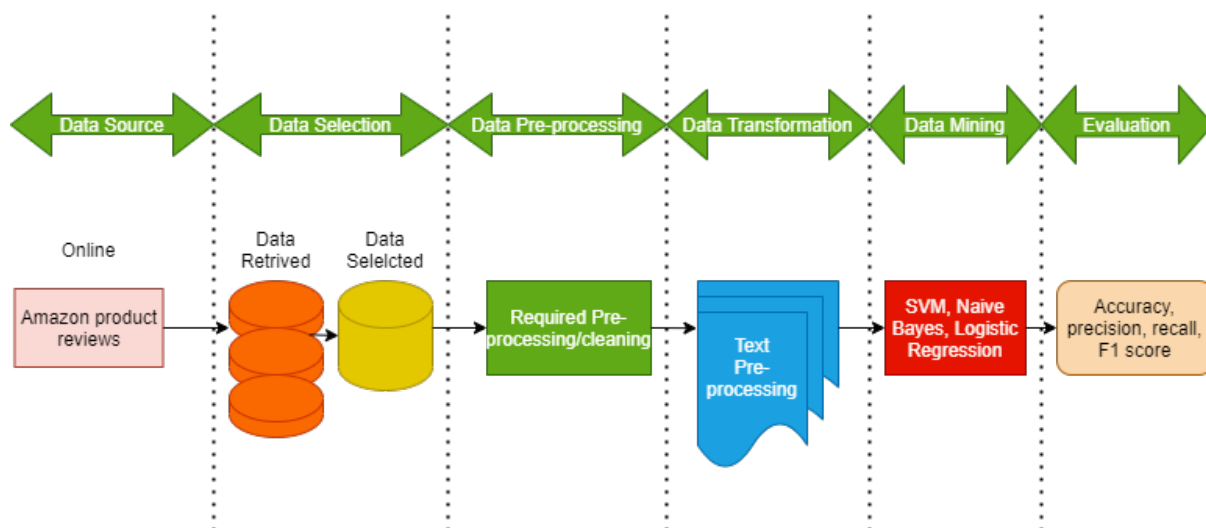 Data Source
Data Selection
Data Pre-processing
Data Transformation
Data Mining
Evaluation
Online
Data
Retrived
Data
Selelcted
Amazon product
reviews
Required Pre-
processing/cleaning
Text
Pre-
processing
SVM, Naive
Bayes, Logistic
Regression
Accuracy,
precision, recall,
F1 score